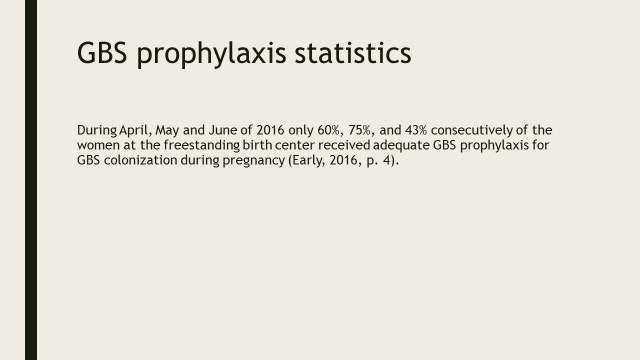 GBS prophylaxis statistics
During April, May and June of 2016 only 60%, 75%, and 43% consecutively of the
women at the freestanding birth center received adequate GBS prophylaxis for
GBS colonization during pregnancy (Early, 2016, p. 4).